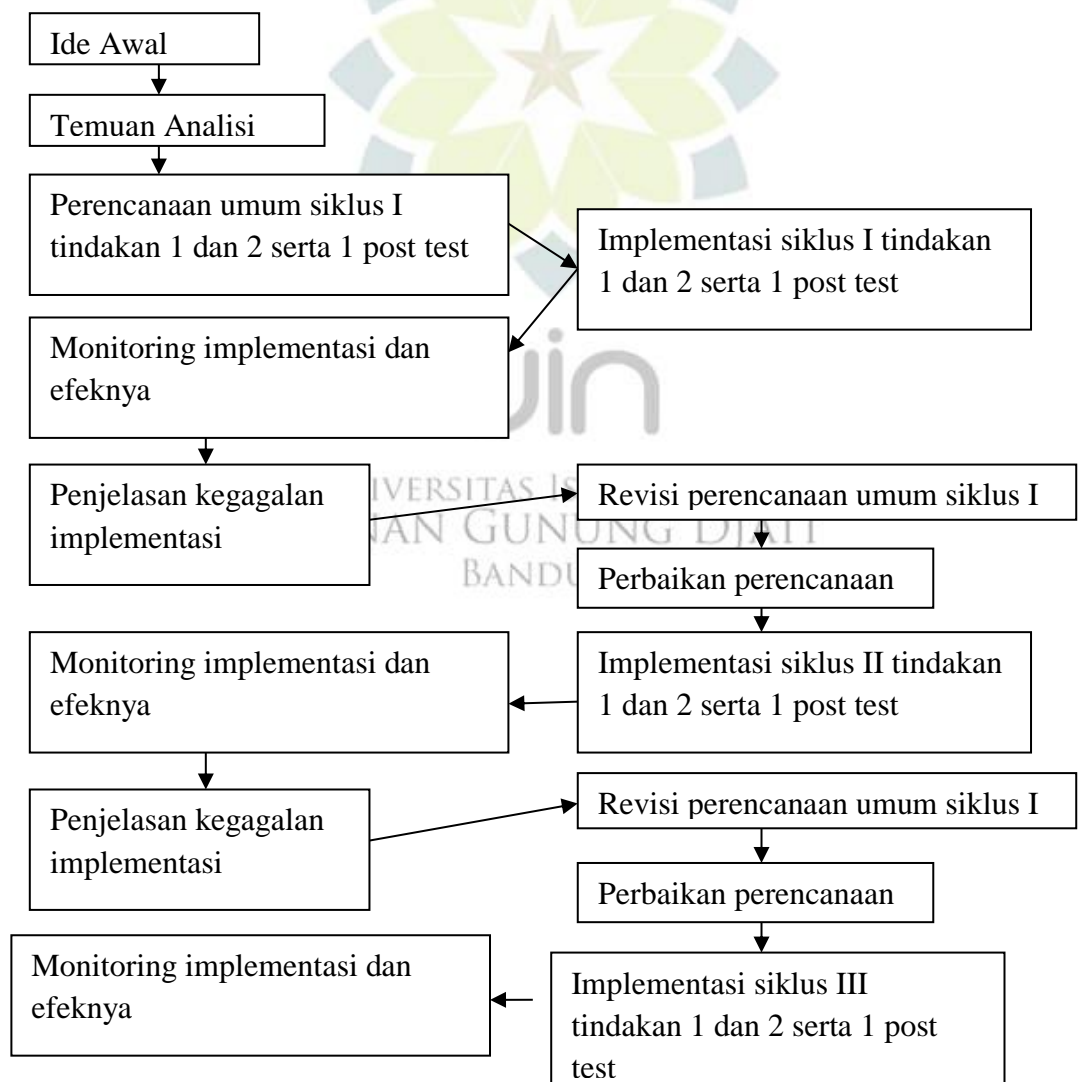 Ide Awal
Temuan Analisi
Perencanaan umum siklus I
tindakan 1 dan 2 serta 1 post test
Implementasi siklus I tindakan
1 dan 2 serta 1 post test
Monitoring implementasi dan
efeknya
uin
Penjelasan kegagalan
implementasi
Revisi perencanaan umum siklus I
GUNUNG DJATI
Perbaikan perencanaan
Monitoring implementasi dan
efeknya
Implementasi siklus II tindakan
1 dan 2 serta 1 post test
Penjelasan kegagalan
implementasi
Revisi perencanaan umum siklus I
Perbaikan perencanaan
Monitoring implementasi dan
efeknya
Implementasi siklus III
tindakan 1 dan 2 serta 1 post
test